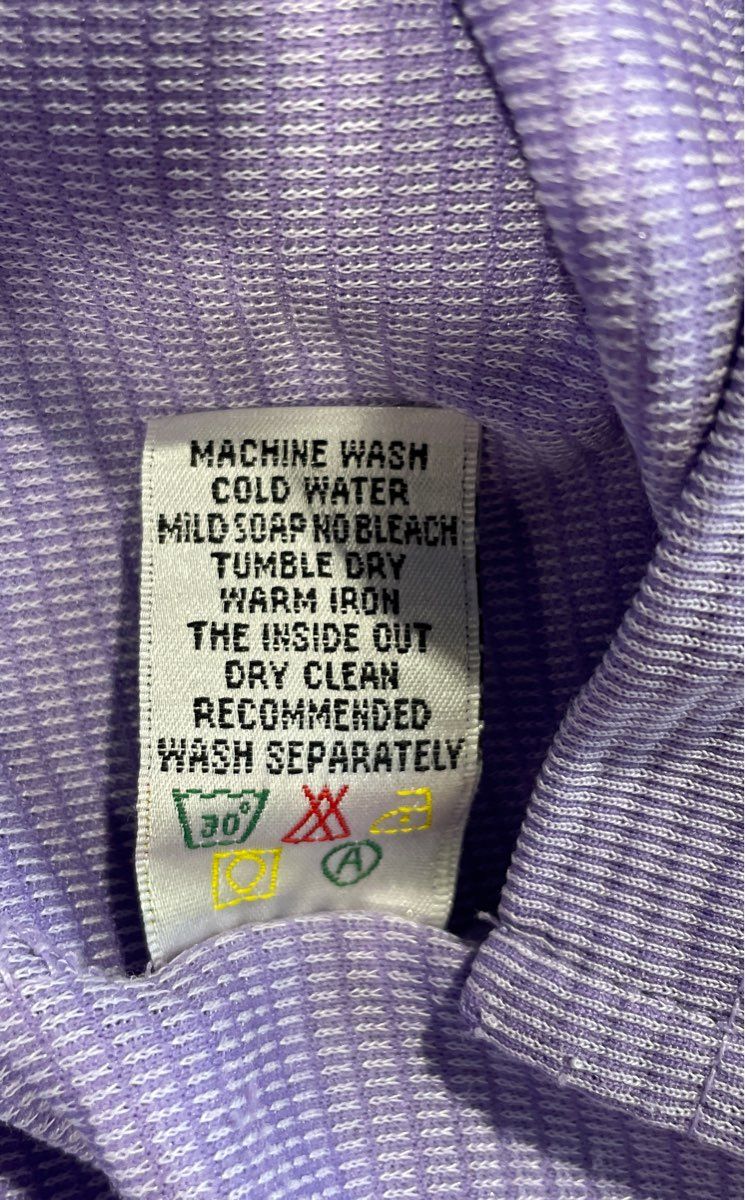 MACHINE WASH
COLD WATER
MILD SOAP NO BLEACH
TUMBLE DRY
WARM IRON
THE INSIDE OUT
DRY CLEAN
RECOMMENDED
WASH SEPARATELY
30°
A